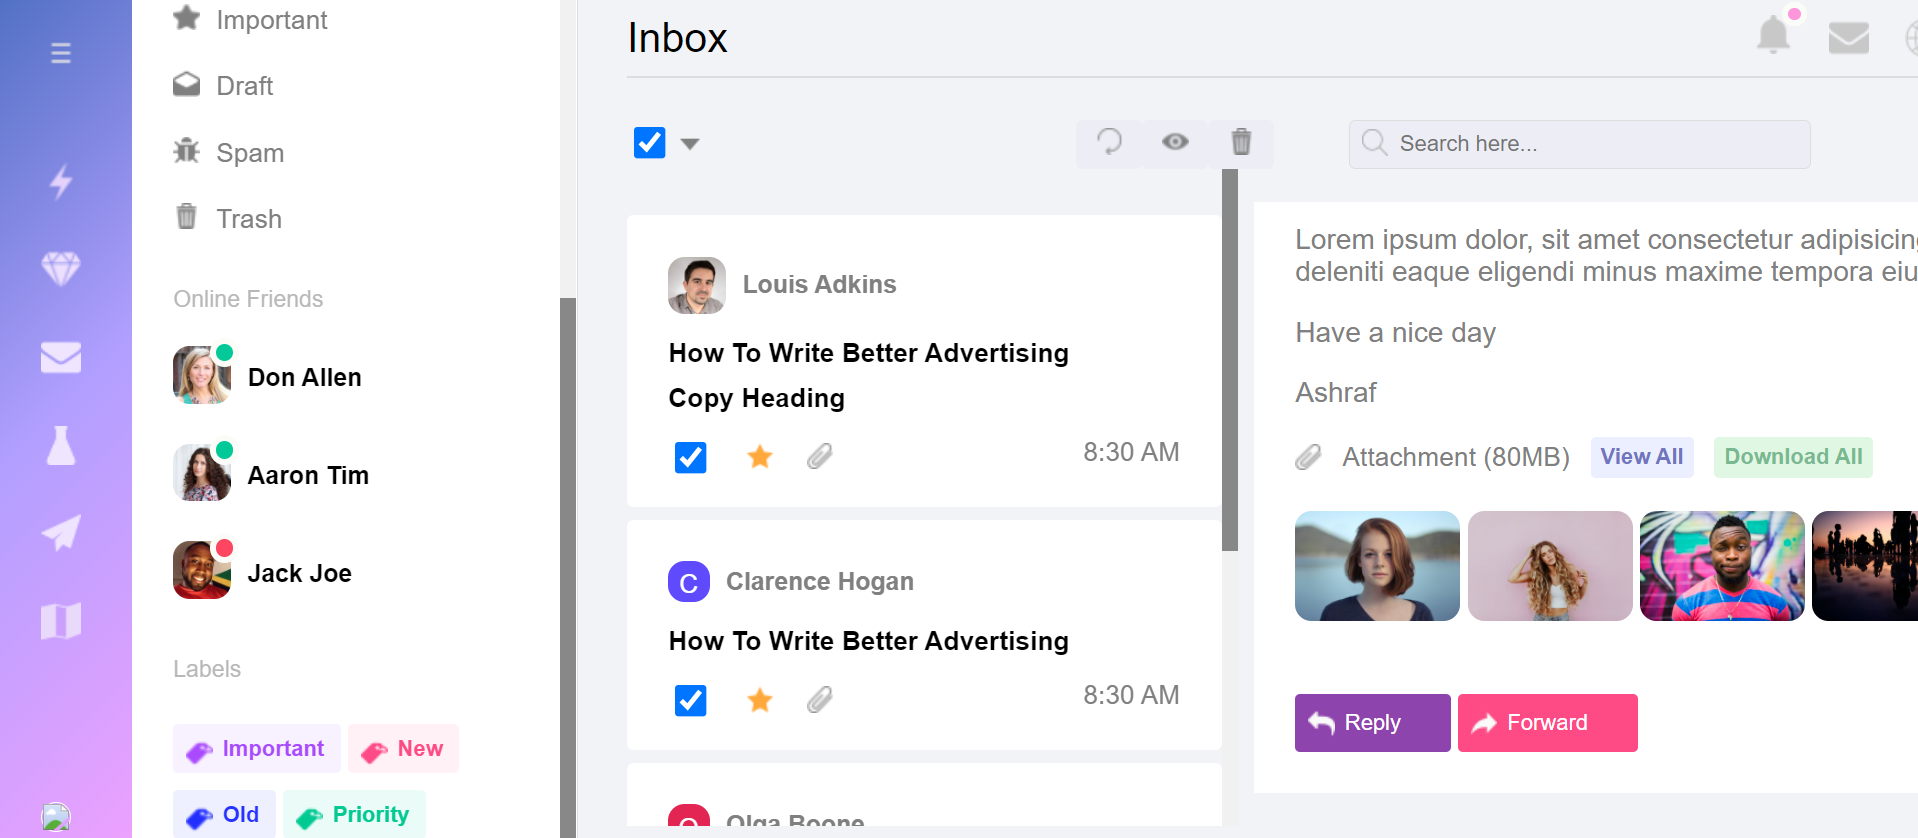 Important
Draft
Spam
Trash
Online Friends
Don Allen
Aaron Tim
Jack Joe
Labels
Important
New
Old
Priority
Inbox
Search here...
Louis Adkins
How To Write Better Advertising
Copy Heading
8:30 AM
C
Clarence Hogan
How To Write Better Advertising
8:30 AM
O
Olga Boone
Lorem ipsum dolor, sit amet consectetur adipisicing
deleniti eaque eligendi minus maxime tempora eiu
Have a nice day
Ashraf
Attachment (80MB)
View All
Download All
Reply
Forward